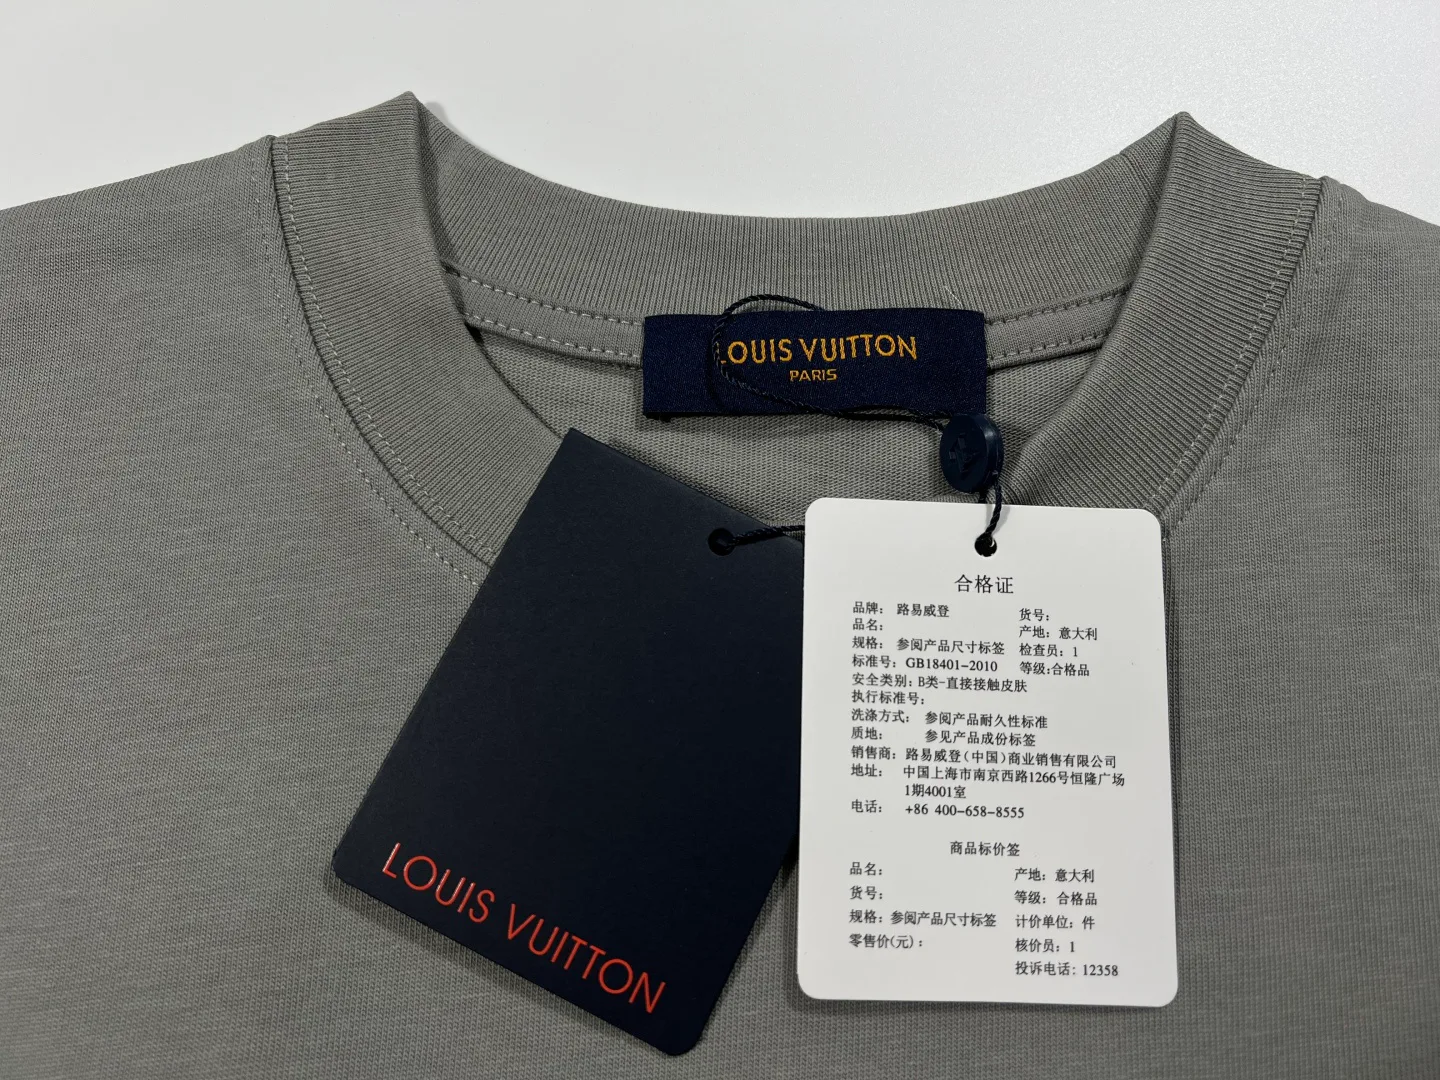 LOUIS VUITTON
PARIS
LOUIS VUITTON
合格证
品牌： 路易威登 货号：
品名： 产地：意大利
规格： 参阅产品尺寸标签 检查员：1
标准号：GB18401-2010 等级:合格品
安全类别：B类-直接接触皮肤
执行标准号：
洗涤方式： 参阅产品耐久性标准
质地： 参见产品成份标签
销售商：路易威登(中国)商业销售有限公司
地址： 中国上海市南京西路1266号恒隆广场
1期4001室
电话： +86 400-658-8555
商品标价签
品名： 产地：意大利
货号： 等级：合格品
规格：参阅产品尺寸标签 计价单位：件
零售价(元)： 核价员：1
投诉电话：12358